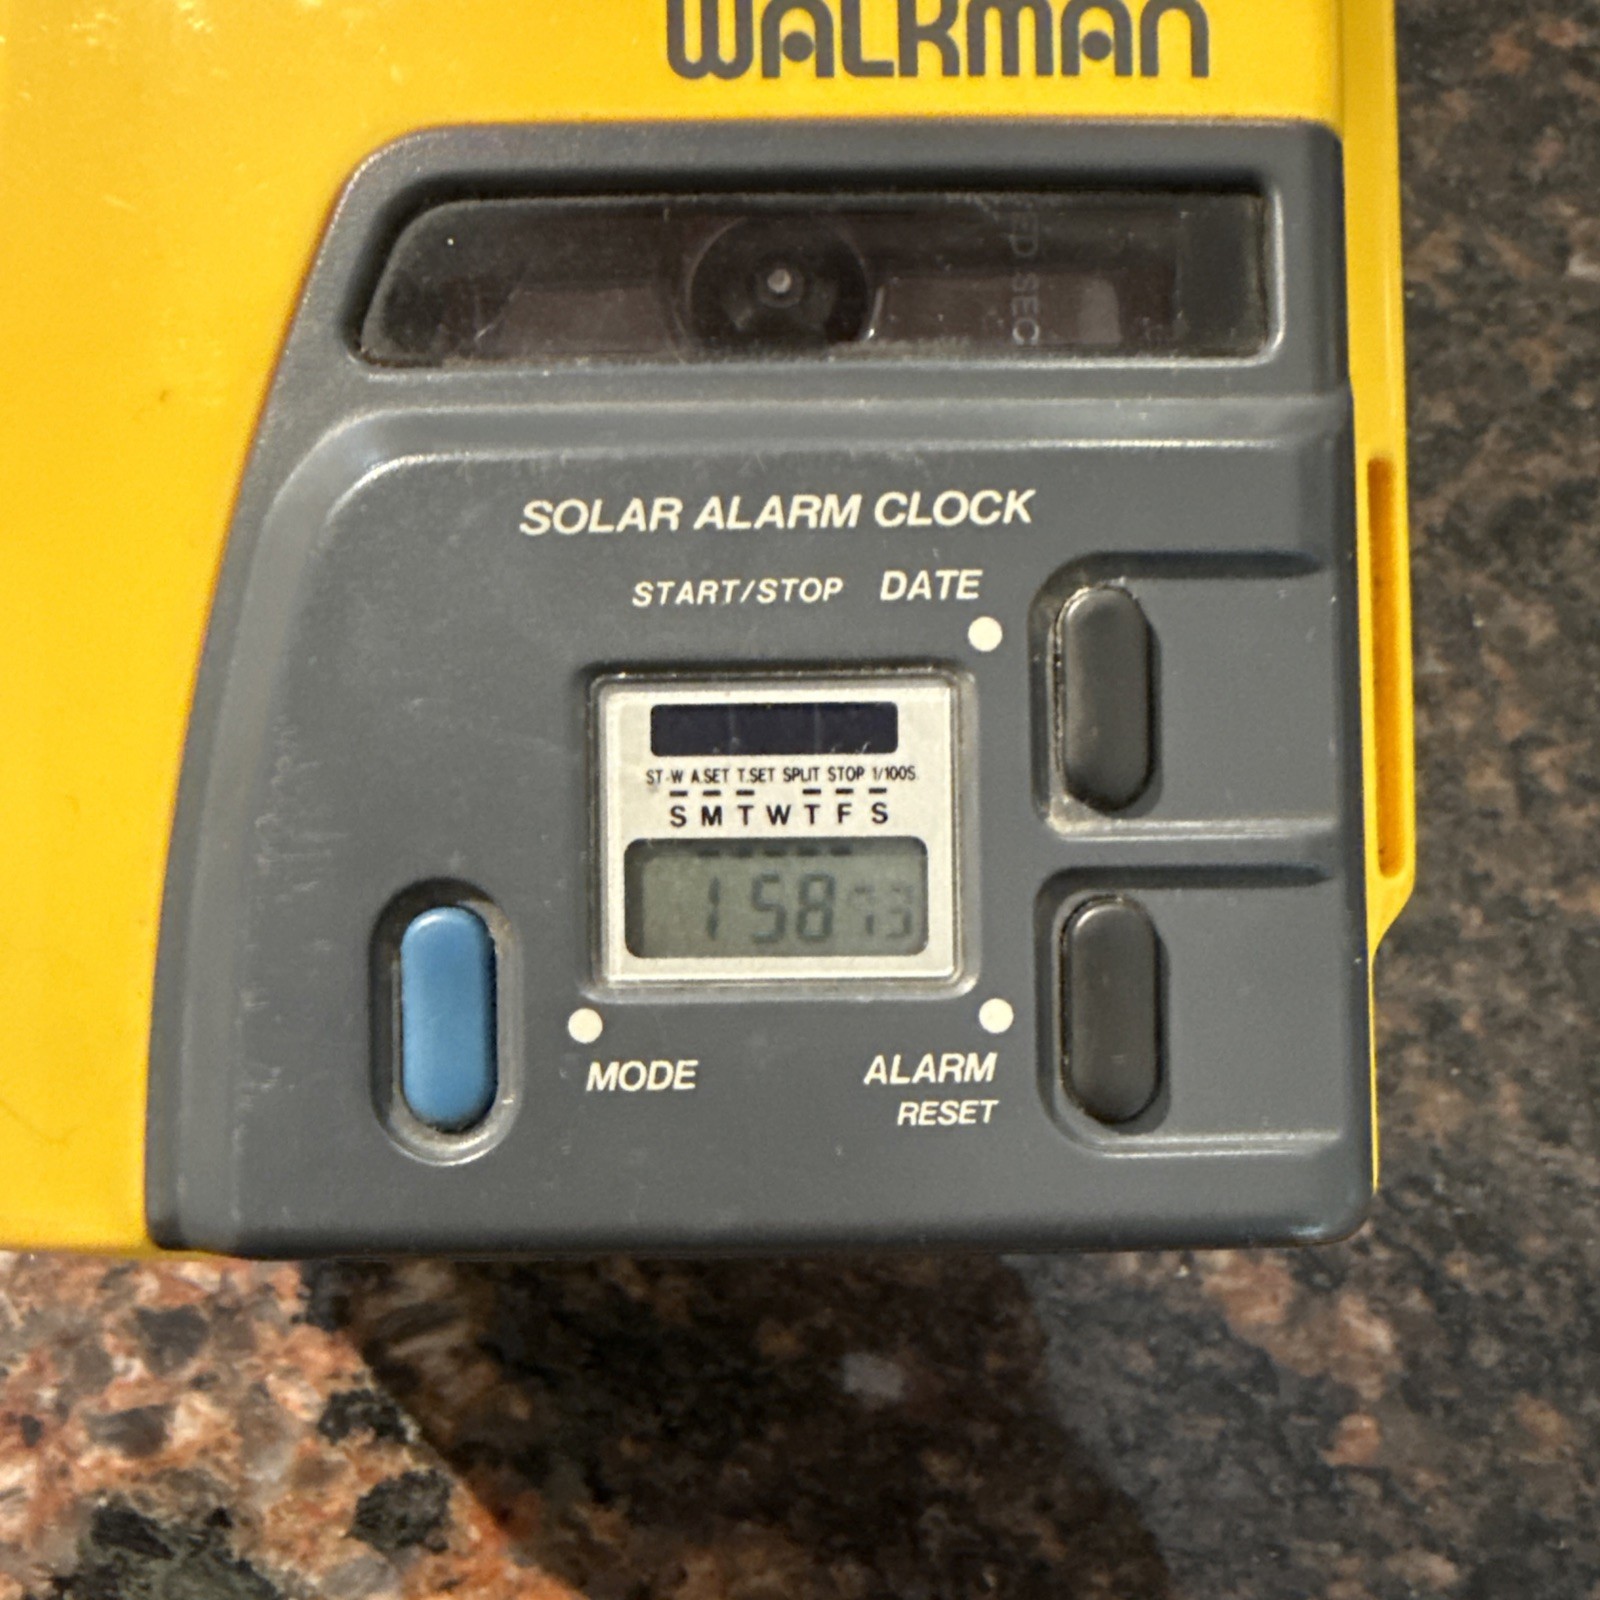 WALKMAN
SOLAR ALARM CLOCK
START/STOP DATE
ST-W A.SET T.SET SPLIT STOP 1/100S.
S M T W T F S
1 58 73
MODE
ALARM
RESET